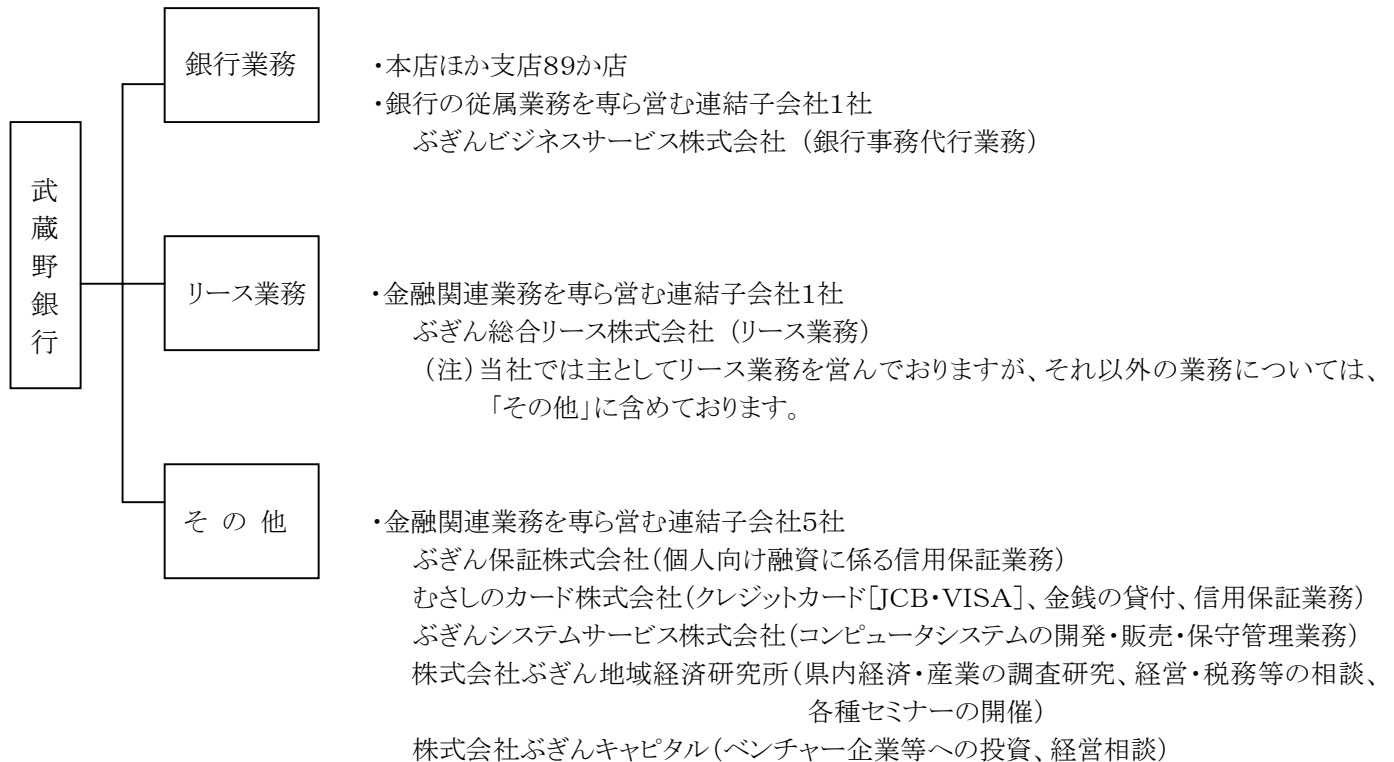 武蔵野銀行
銀行業務
・本店ほか支店89か店
・銀行の従属業務を専ら営む連結子会社1社
ぶぎんビジネスサービス株式会社 (銀行事務代行業務)
リース業務
・金融関連業務を専ら営む連結子会社1社
ぶぎん総合リース株式会社 (リース業務)
(注)当社では主としてリース業務を営んでおりますが、それ以外の業務については、
「その他」に含めております。
その他
・金融関連業務を専ら営む連結子会社5社
ぶぎん保証株式会社(個人向け融資に係る信用保証業務)
むさしのカード株式会社(クレジットカード[JCB・VISA]、金銭の貸付、信用保証業務)
ぶぎんシステムサービス株式会社(コンピュータシステムの開発・販売・保守管理業務)
株式会社ぶぎん地域経済研究所(県内経済・産業の調査研究、経営・税務等の相談、
各種セミナーの開催)
株式会社ぶぎんキャピタル(ベンチャー企業等への投資、経営相談)